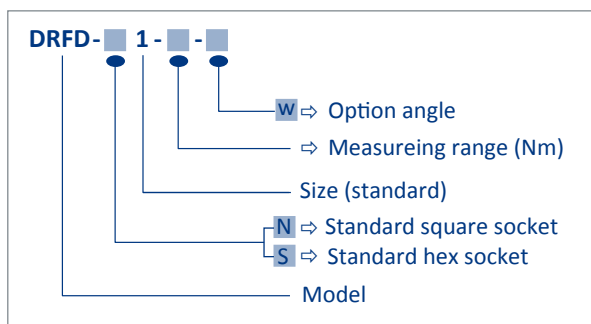 DRFD- 1 - -
W ⇨ Option angle
⇨ Measureing range (Nm)
Size (standard)
N ⇨ Standard square socket
S ⇨ Standard hex socket
Model